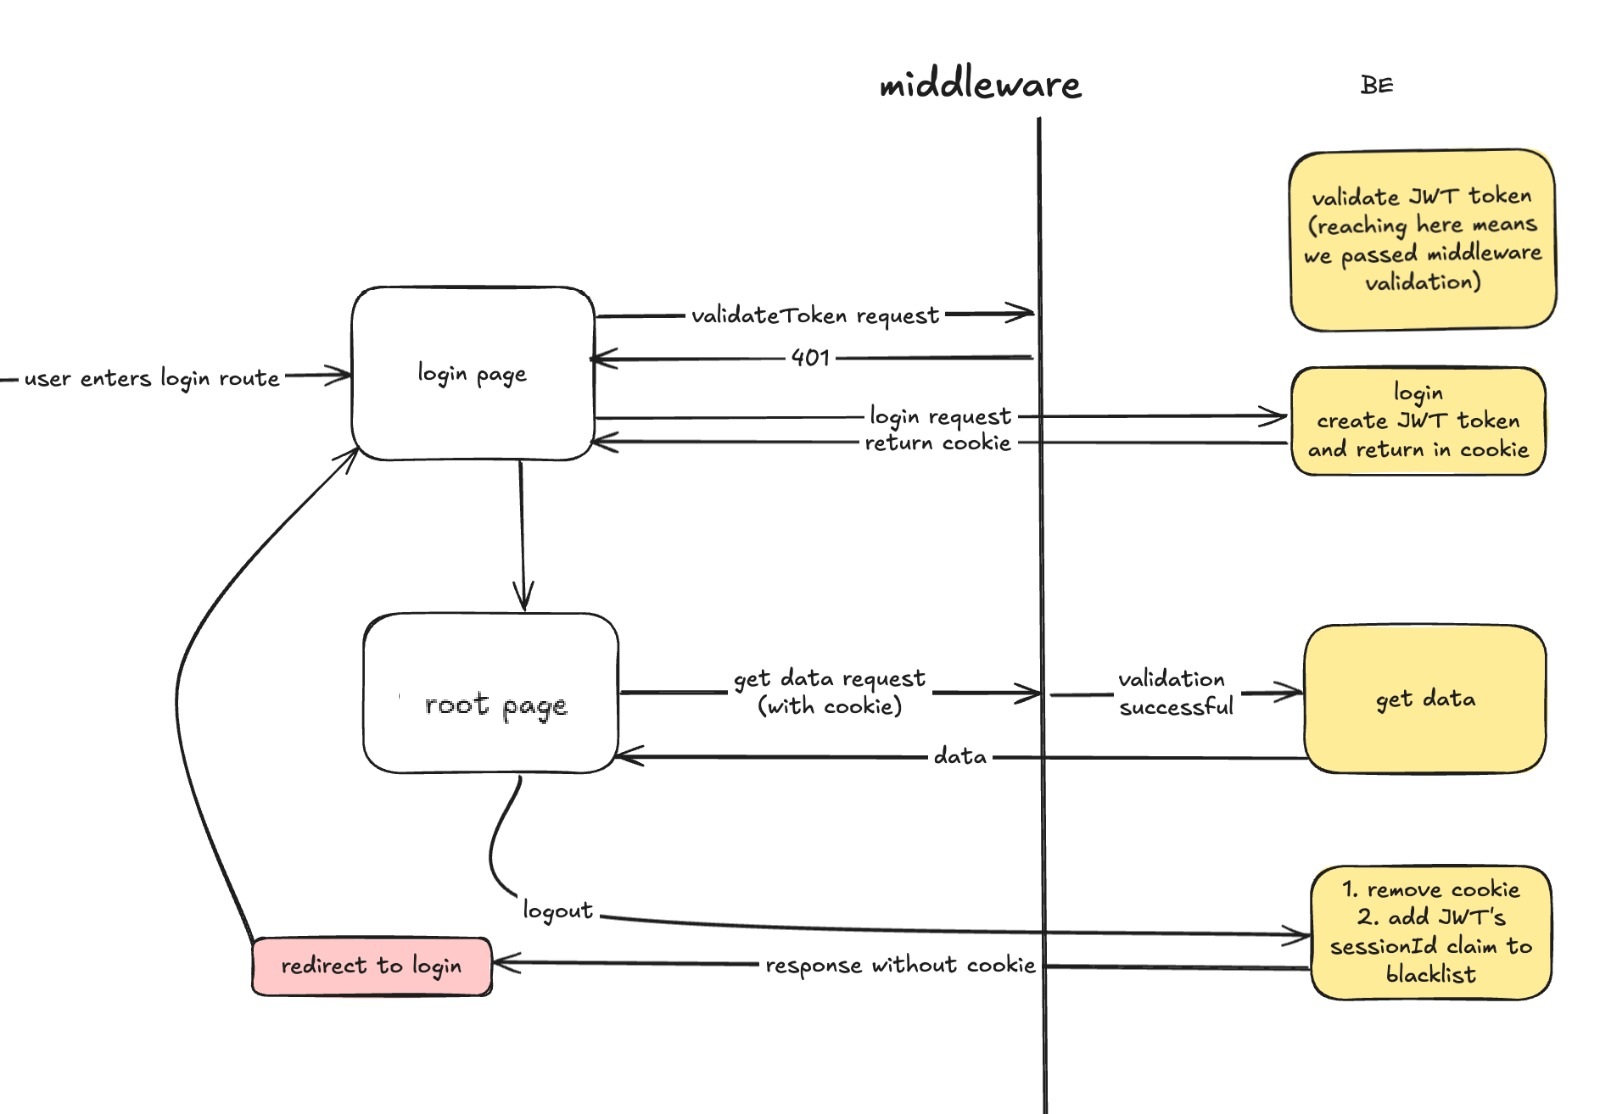 middleware
BE
validate JWT token
(reaching here means
we passed middleware
validation)
validateToken request
401
user enters login route
login page
login request
return cookie
login
create JWT token
and return in cookie
root page
get data request
(with cookie)
validation
successful
get data
data
logout
1. remove cookie
2. add JWT's
sessionId claim to
blacklist
response without cookie
redirect to login